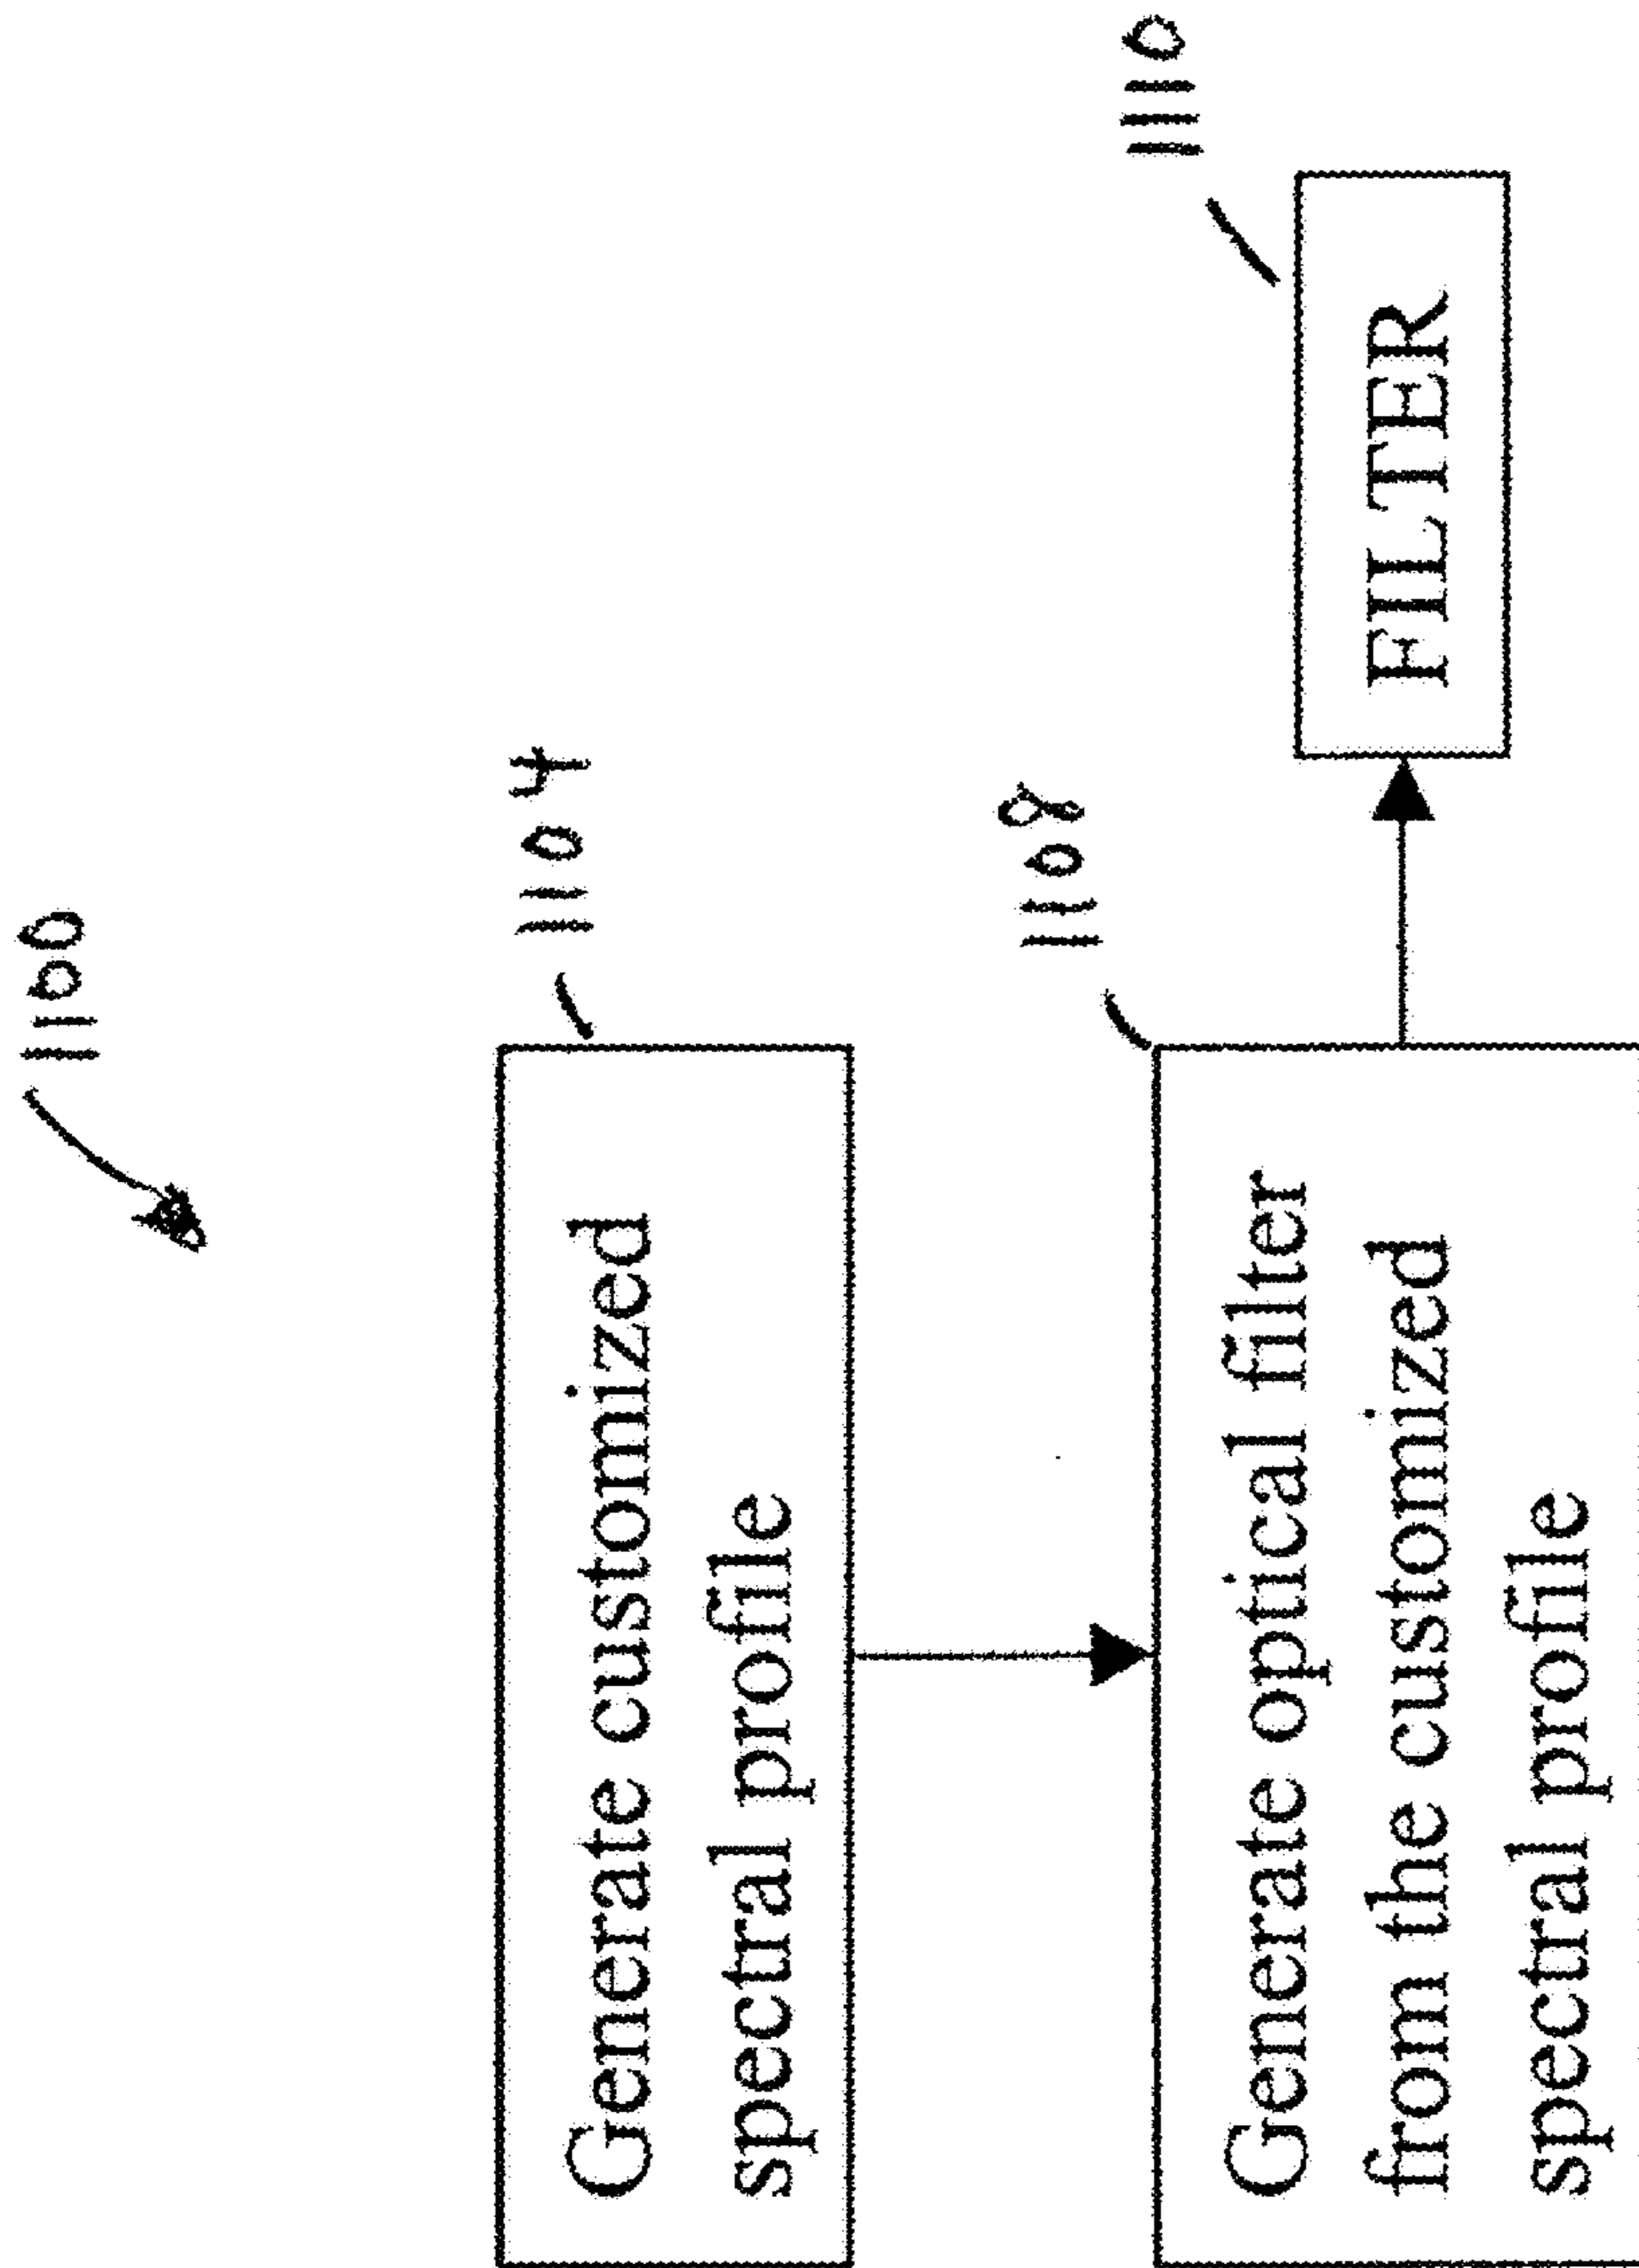 1100
1104
Generate customized
spectral profile
1108
Generate optical filter
from the customized
spectral profile
1110
FILTER